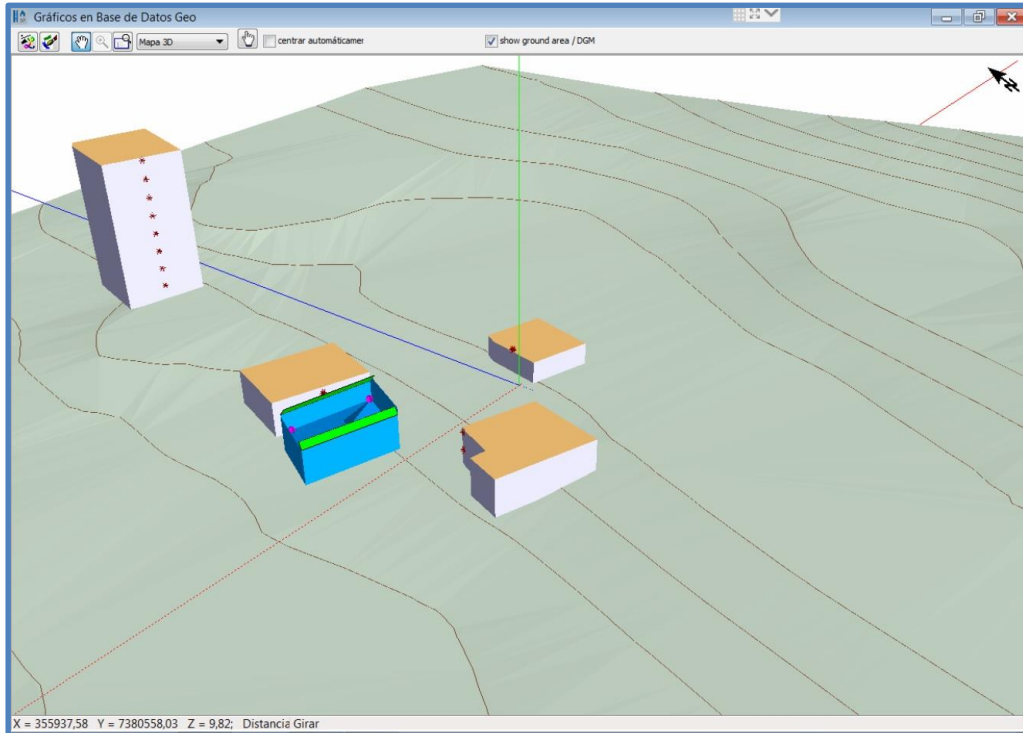 Gráficos en Base de Datos Geo
Mapa 3D centrar automáticamer show ground area / DGM
N
X = 355937,58 Y = 7380558,03 Z = 9,82; Distancia Girar